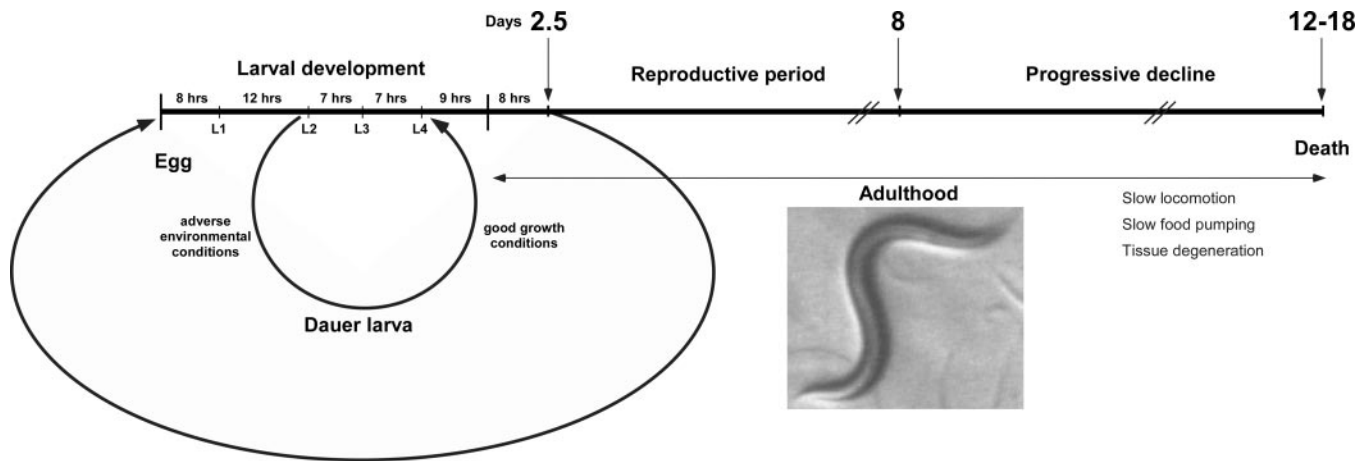 Days 2.5
8
12-18
Larval development
Reproductive period
Progressive decline
8 hrs
12 hrs
7 hrs
7 hrs
9 hrs
8 hrs
L1
L2
L3
L4
Egg
Death
Adulthood
adverse
environmental
conditions
good growth
conditions
Slow locomotion
Slow food pumping
Tissue degeneration
Dauer larva